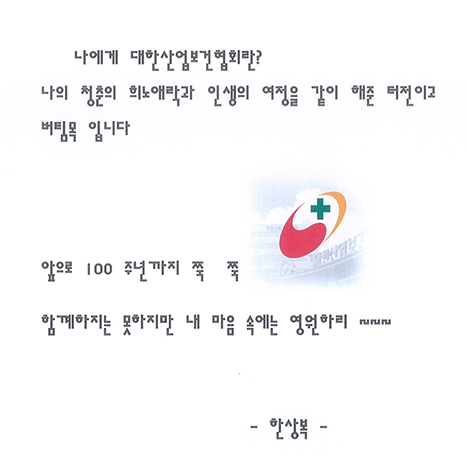 나에게 대한산업보건협회란?
나의 청춘의 희노애락과 인생의 여정을 같이 해준 터전이고
버팀목 입니다
앞으로 100 주년까지 쭉 쭉
함께하지는 못하지만 내 마음 속에는 영원하리 ~~~
- 한상복 -